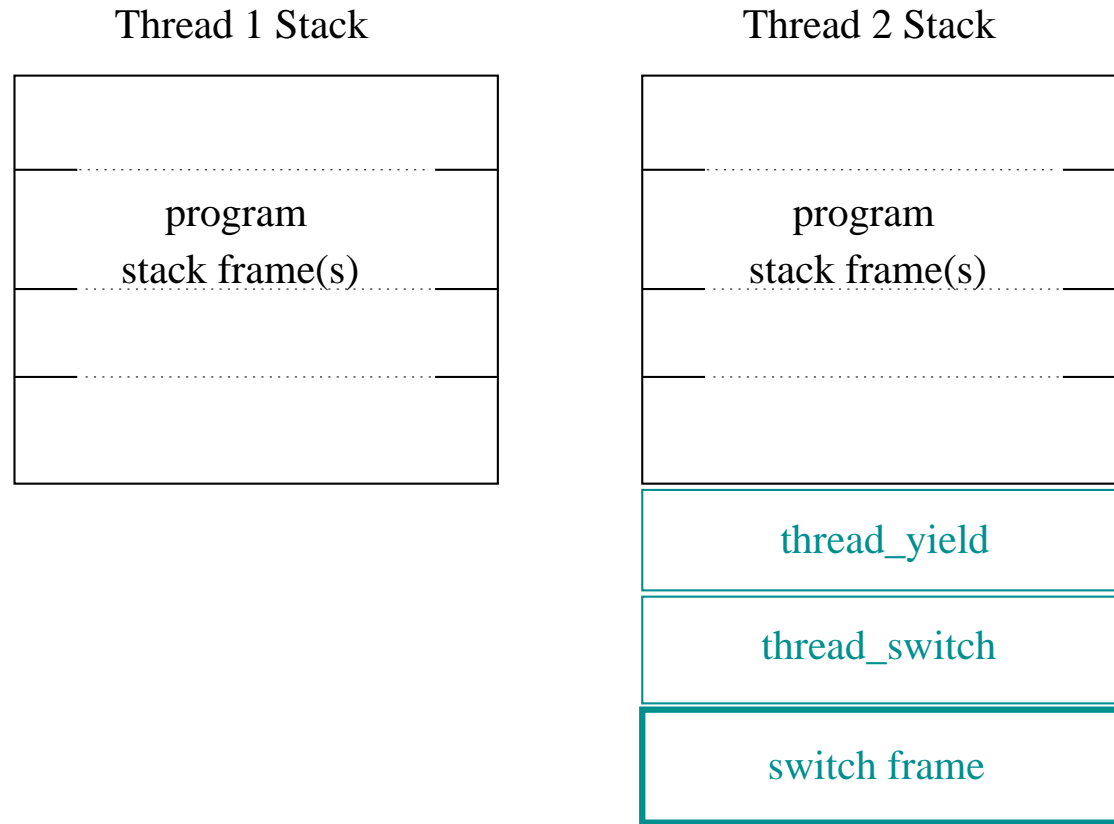 Thread 1 Stack
Thread 2 Stack
program
stack frame(s)
program
stack frame(s)
thread_yield
thread_switch
switch frame